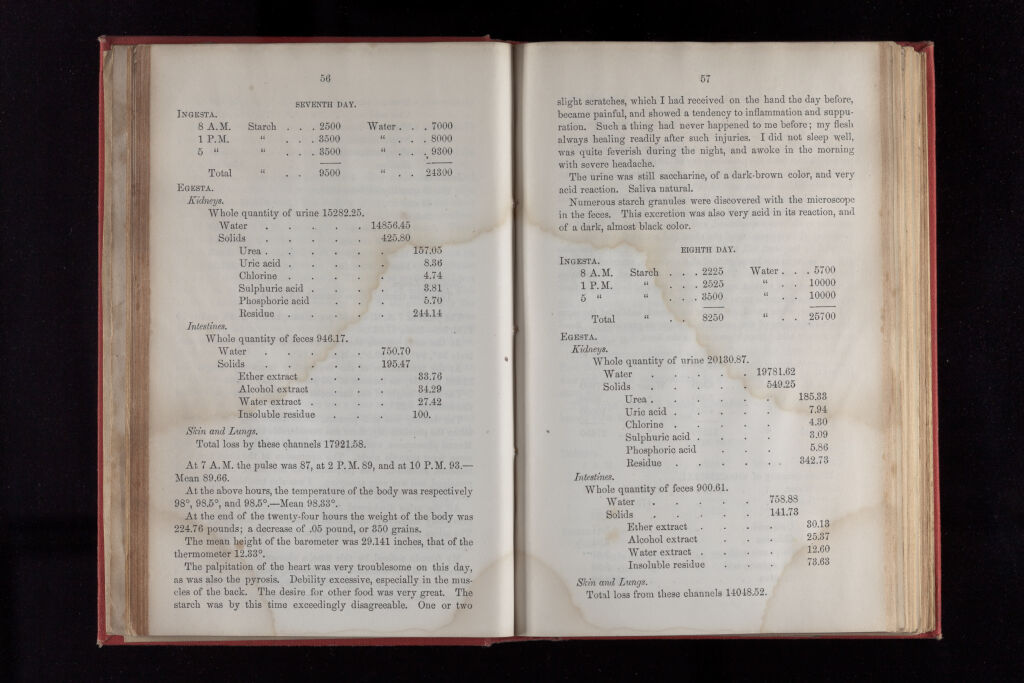 56
SEVENTH DAY.
INGESTA.
8 A.M. Starch . . . 2500 Water . . . 7000
1 P.M. “ . . . 3500 “ . . . 8000
5 “ “ . . . 3500 “ . . . 9300
Total “ . . 9500 “ . . 24300
EGESTA.
Kidneys.
Whole quantity of urine 15282.25.
Water . . . . . 14856.45
Solids . . . . . 425.80
Urea . . . . . . 157.05
Uric acid . . . . . 8.36
Chlorine . . . . . 4.74
Sulphuric acid . . . . 3.81
Phosphoric acid . . . 5.70
Residue . . . . . 244.14
Intestines.
Whole quantity of feces 946.17.
Water . . . . . 750.70
Solids . . . . . 195.47
Ether extract . . . . 33.76
Alcohol extract . . . 34.29
Water extract . . . . 27.42
Insoluble residue . . . 100.
Skin and Lungs.
Total loss by these channels 17921.58.
At 7 A.M. the pulse was 87, at 2 P.M. 89, and at 10 P.M. 93.—
Mean 89.66.
At the above hours, the temperature of the body was respectively
98°, 98.5°, and 98.5°.—Mean 98.33°.
At the end of the twenty-four hours the weight of the body was
224.76 pounds; a decrease of .05 pound, or 350 grains.
The mean height of the barometer was 29.141 inches, that of the
thermometer 12.33°.
The palpitation of the heart was very troublesome on this day,
as was also the pyrosis. Debility excessive, especially in the mus-
cles of the back. The desire for other food was very great. The
starch was by this time exceedingly disagreeable. One or two
57
slight scratches, which I had received on the hand the day before,
became painful, and showed a tendency to inflammation and suppu-
ration. Such a thing had never happened to me before; my flesh
always healing readily after such injuries. I did not sleep well,
was quite feverish during the night, and awoke in the morning
with severe headache.
The urine was still saccharine, of a dark-brown color, and very
acid reaction. Saliva natural.
Numerous starch granules were discovered with the microscope
in the feces. This excretion was also very acid in its reaction, and
of a dark, almost black color.
EIGHTH DAY.
INGESTA.
8 A.M. Starch . . . 2225 Water . . . 5700
1 P.M. “ . . . 2525 “ . . 10000
5 “ “ . . . 3500 “ . . 10000
Total “ . . 8250 “ . . 25700
EGESTA.
Kidneys.
Whole quantity of urine 20130.87.
Water . . . . . 19781.62
Solids . . . . . 549.25
Urea . . . . . . 185.33
Uric acid . . . . . 7.94
Chlorine . . . . . 4.30
Sulphuric acid . . . . 3.09
Phosphoric acid . . . 5.86
Residue . . . . . . 342.73
Intestines.
Whole quantity of feces 900.61.
Water . . . . . 758.88
Solids . . . . . 141.73
Ether extract . . . . 30.13
Alcohol extract . . . 25.37
Water extract . . . . 12.60
Insoluble residue . . . 73.63
Skin and Lungs.
Total loss from these channels 14048.52.